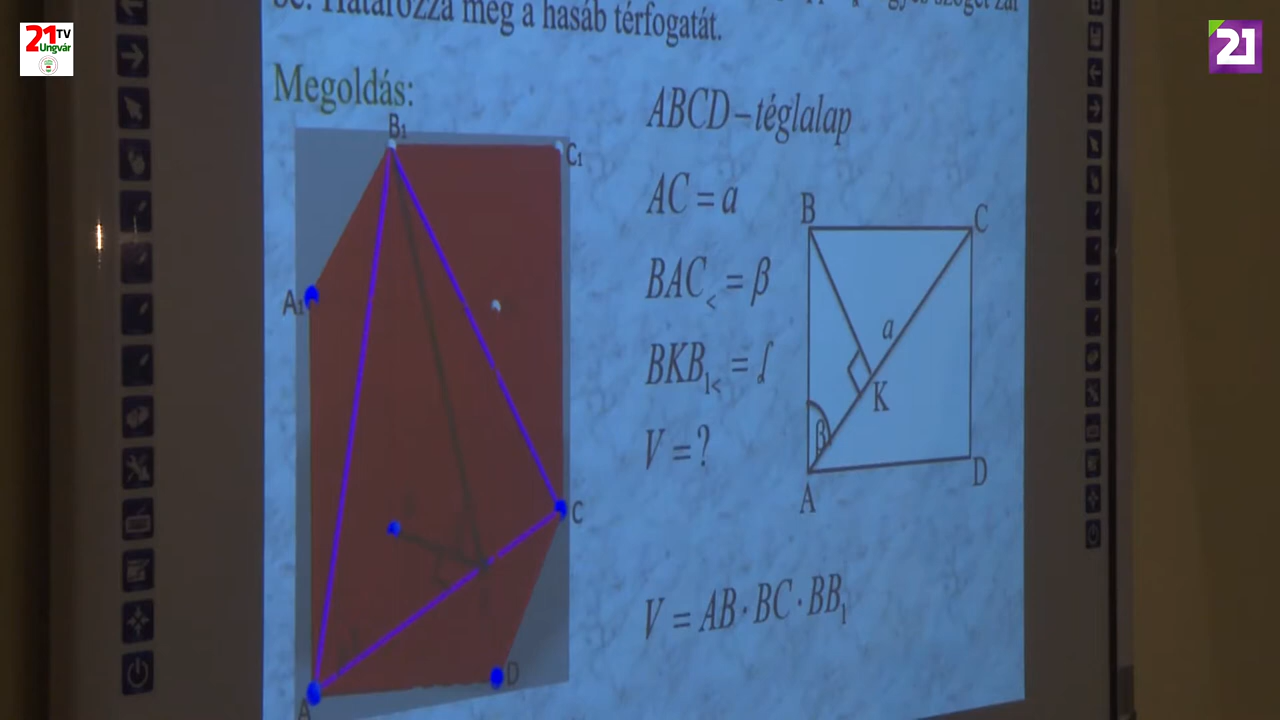 21 TV
Ungvár
21
meg a hasáb térfogatát.
Megoldás:
ABCD – téglalap
AC = a
BAC< = β
BKB₁< = ∫
V = ?
V = AB · BC · BB₁
B₁
C₁
A₁
C
D
A
B
C
a
K
β
A
D